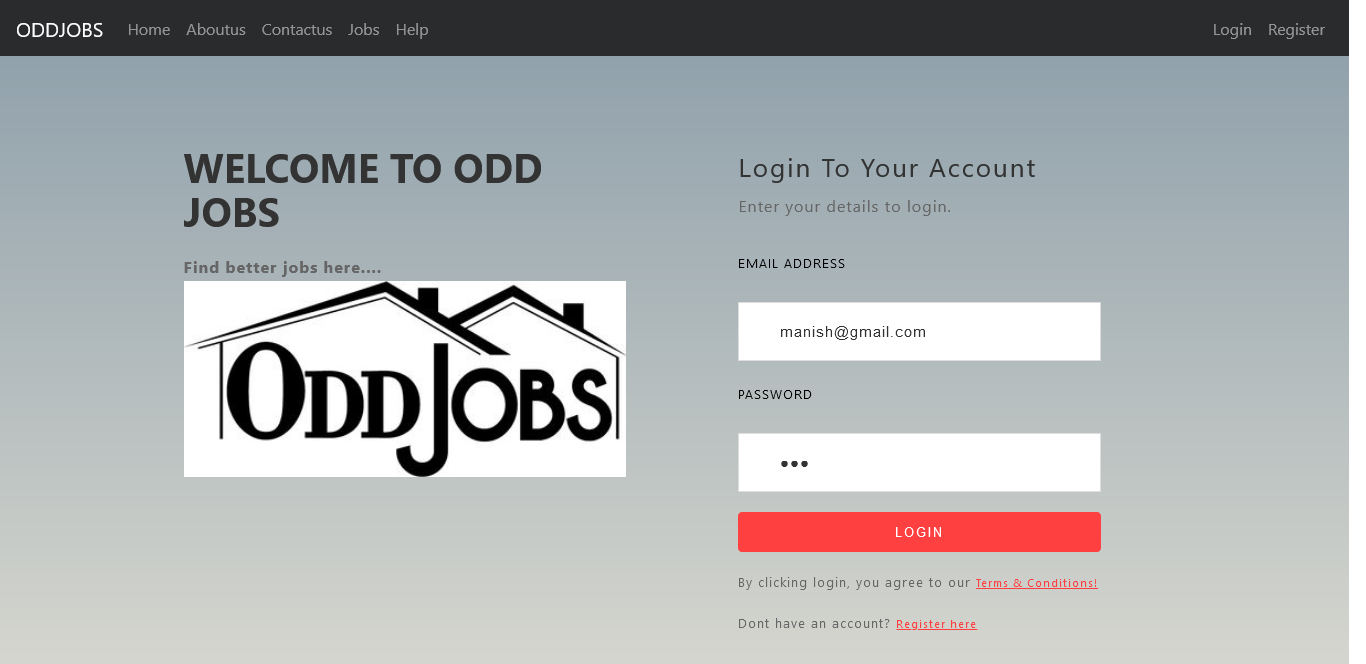 ODDJOBS Home Aboutus Contactus Jobs Help Login Register
WELCOME TO ODD
JOBS
Find better jobs here....
ODD JOBS
Login To Your Account
Enter your details to login.
EMAIL ADDRESS
manish@gmail.com
PASSWORD
•••
LOGIN
By clicking login, you agree to our Terms & Conditions!
Dont have an account? Register here